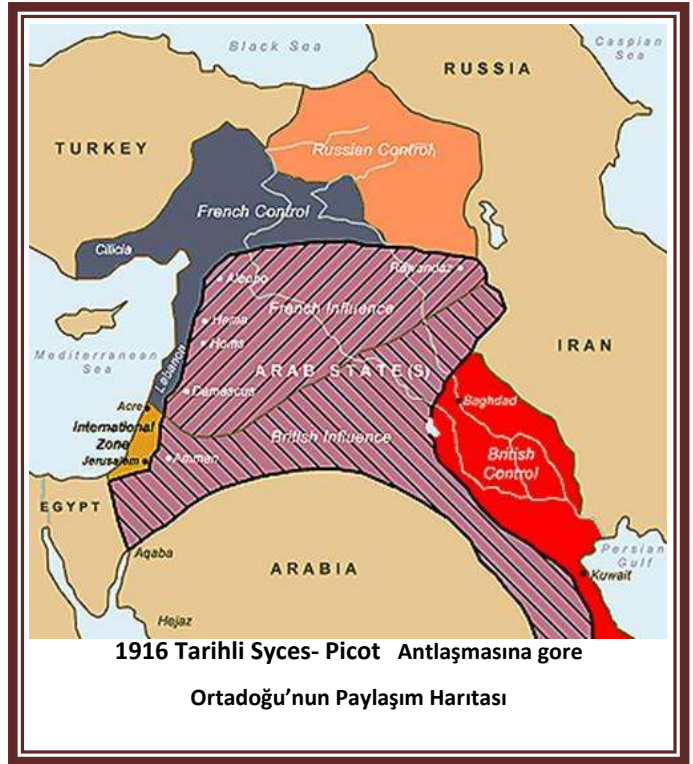 Black Sea
Caspian
Sea
RUSSIA
TURKEY
Russian Control
French Control
Cilicia
Aleppo
Rawandaz
French Influence
Hama
Homs
IRAN
Mediterranean
Sea
Lebanon
ARAB STATE(S)
Damascus
Baghdad
Acre
International
Zone
British Influence
British
Control
Jerusalem
Amman
EGYPT
Persian
Gulf
Aqaba
ARABIA
Kuwait
Hejaz
1916 Tarihli Syces- Picot Antlaşmasına gore
Ortadoğu’nun Paylaşım Harıtası